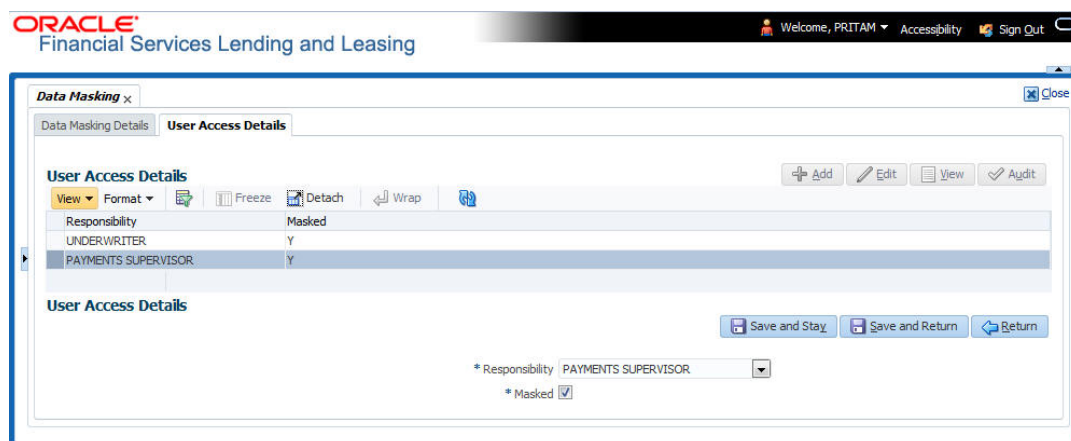 ORACLE
Financial Services Lending and Leasing
Welcome, PRITAM Accessibility Sign Out
Data Masking
Close
Data Masking Details User Access Details
User Access Details
Add Edit View Audit
View Format Freeze Detach Wrap
Responsibility Masked
UNDERWRITER Y
PAYMENTS SUPERVISOR Y
User Access Details
Save and Stay Save and Return Return
* Responsibility PAYMENTS SUPERVISOR
* Masked